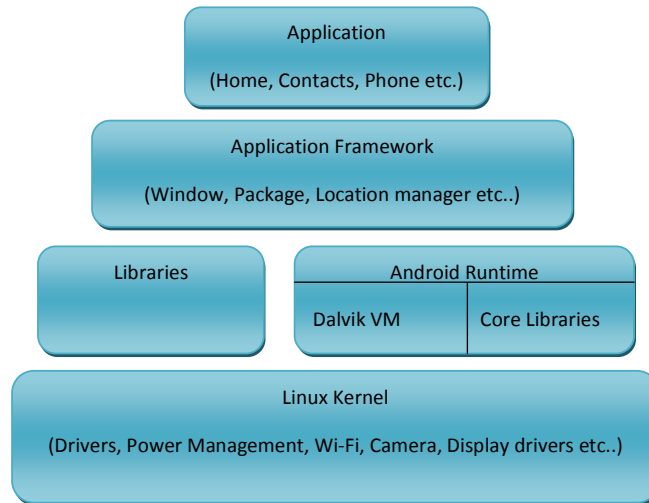 Application
(Home, Contacts, Phone etc.)
Application Framework
(Window, Package, Location manager etc..)
Libraries
Android Runtime
Dalvik VM
Core Libraries
Linux Kernel
(Drivers, Power Management, Wi-Fi, Camera, Display drivers etc..)